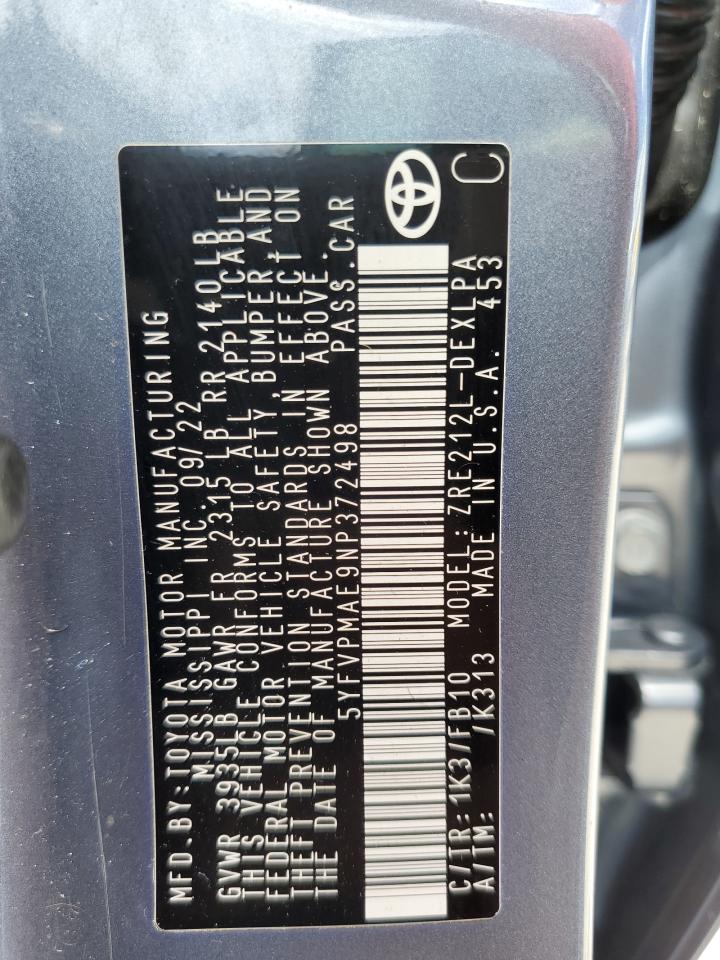 MFD.BY:TOYOTA MOTOR MANUFACTURING
MISSISSIPPI INC.09/22
GVWR 3935LB GAWR FR 2315 LB RR 2140LB
THIS VEHICLE CONFORMS TO ALL APPLICABLE
FEDERAL MOTOR VEHICLE SAFETY,BUMPER,AND
THEFT PREVENTION STANDARDS IN EFFECT ON
THE DATE OF MANUFACTURE SHOWN ABOVE.
5YFVPMAE9NP372498 PASS.CAR
C/TR: 1K3/FB10 MODEL: ZRE212L-DEXLPA
A/TM: /K313 MADE IN U.S.A. 453
C